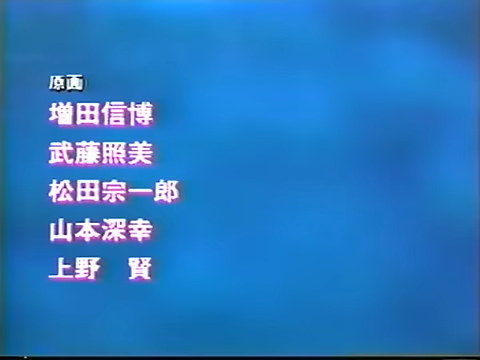 原画
増田信博
武藤照美
松田宗一郎
山本深幸
上野　賢